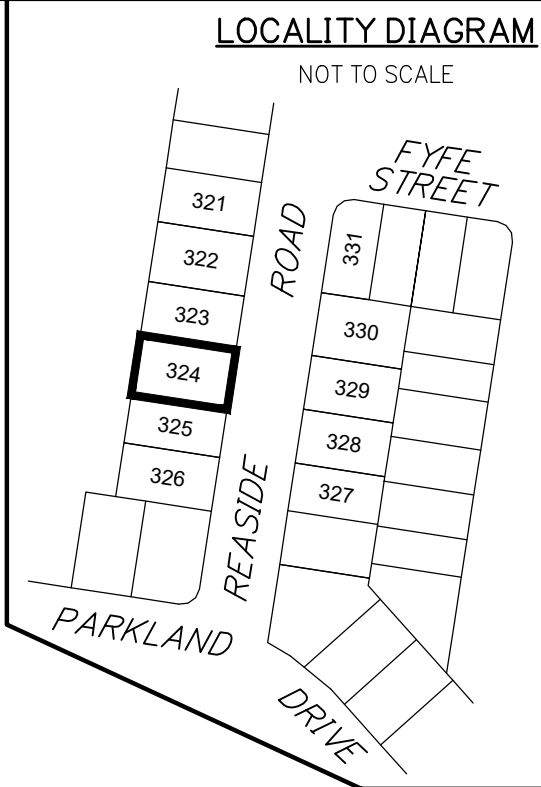 LOCALITY DIAGRAM
NOT TO SCALE
FYFE
STREET
321
322
323
324
325
326
ROAD
REASIDE
331
330
329
328
327
PARKLAND
DRIVE